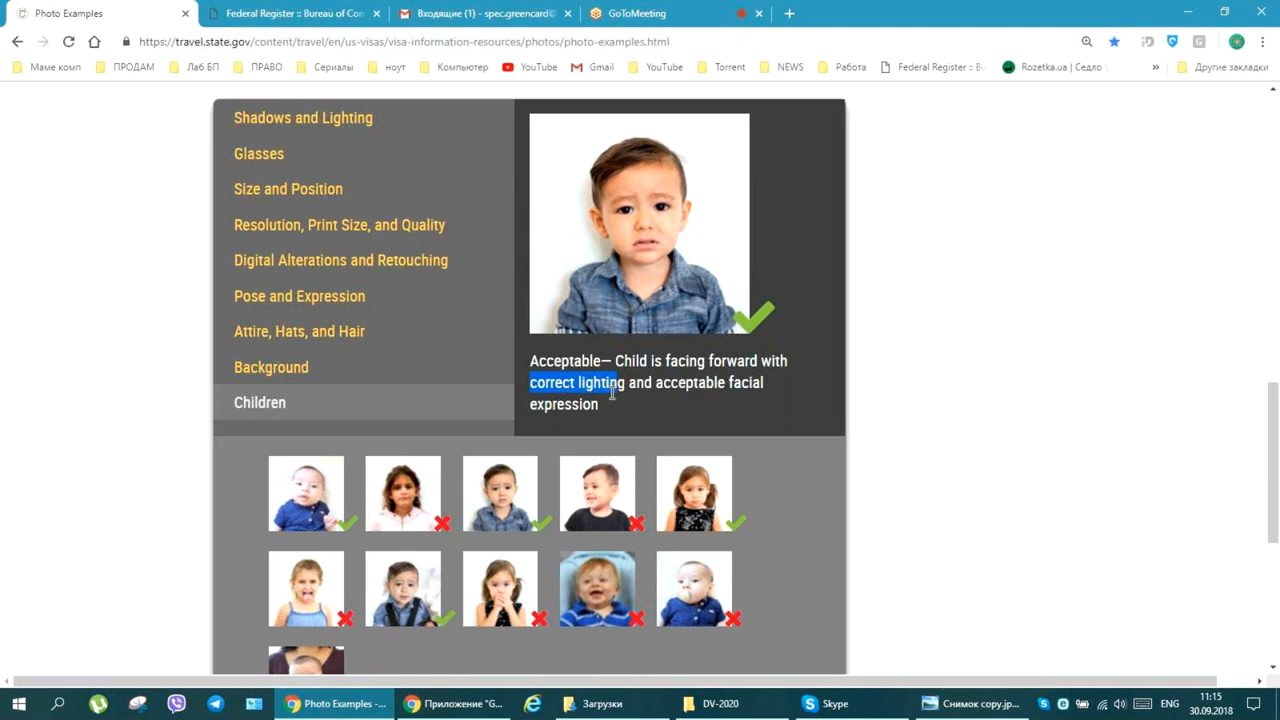 Photo Examples
Federal Register :: Bureau of Con
Входящие (1) - spec.greencard@
GoToMeeting
https://travel.state.gov/content/travel/en/us-visas/visa-information-resources/photos/photo-examples.html
Маме комп
ПРОДАМ
Лаб БП
ПРАВО
Сериалы
ноут
Компьютер
YouTube
Gmail
YouTube
Torrent
NEWS
Работа
Federal Register :: Bu
Rozetka.ua | Седло
Другие закладки
Shadows and Lighting
Glasses
Size and Position
Resolution, Print Size, and Quality
Digital Alterations and Retouching
Pose and Expression
Attire, Hats, and Hair
Background
Children
Acceptable— Child is facing forward with
correct lighting and acceptable facial
expression
Photo Examples -...
Приложение "G...
Загрузки
DV-2020
Skype
Снимок copy.jp...
ENG
11:15
30.09.2018